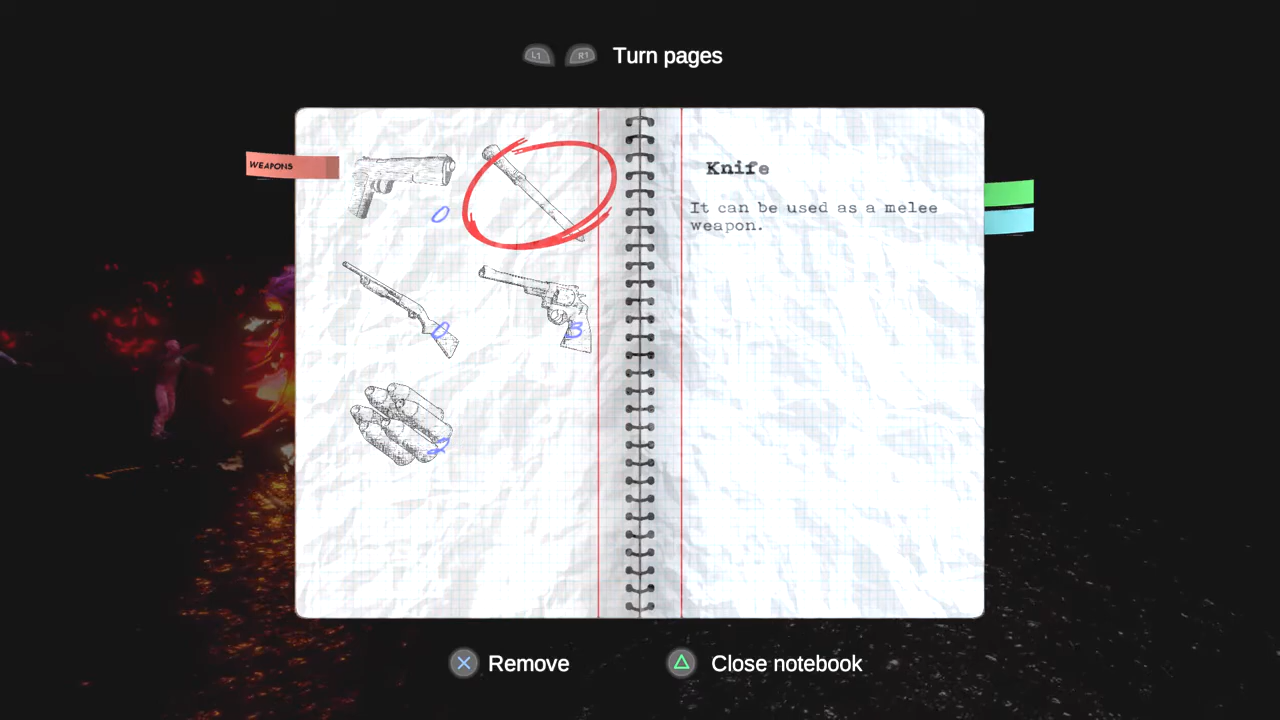 L1 R1 Turn pages
WEAPONS
0
0
3
2
Knife
It can be used as a melee
weapon.
Remove
Close notebook